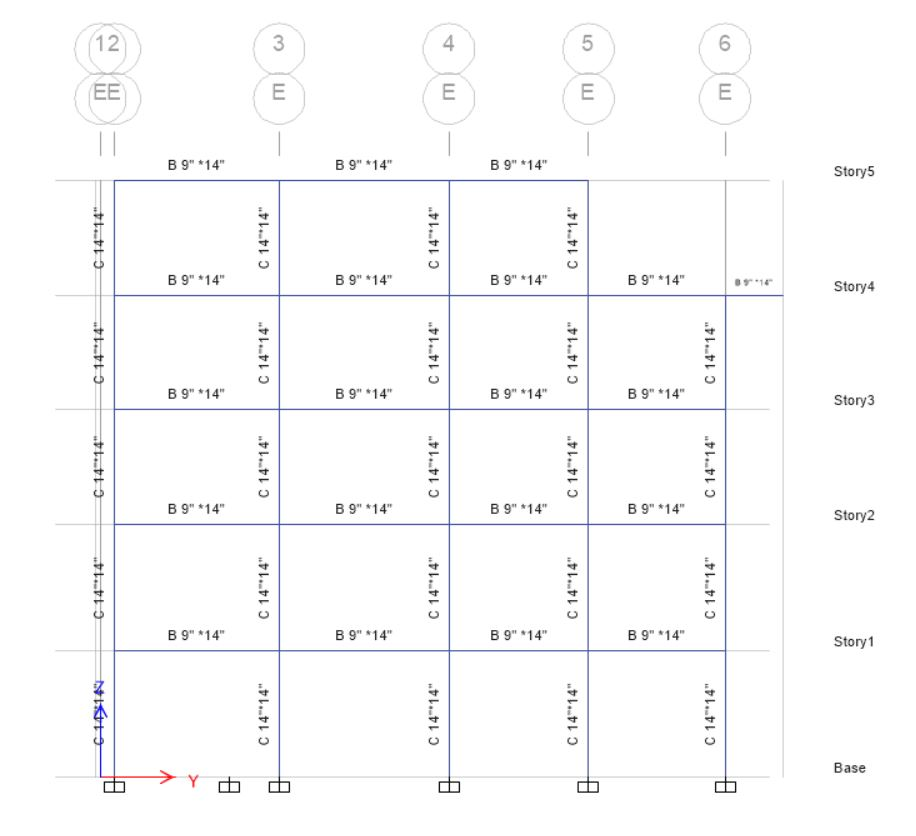 12 3 4 5 6
EE E E E E
B 9" *14" B 9" *14" B 9" *14"
Story5
C 14"*14" C 14"*14" C 14"*14" C 14"*14"
B 9" *14" B 9" *14" B 9" *14" B 9" *14" B 9" *14"
Story4
C 14"*14" C 14"*14" C 14"*14" C 14"*14" C 14"*14"
B 9" *14" B 9" *14" B 9" *14" B 9" *14"
Story3
C 14"*14" C 14"*14" C 14"*14" C 14"*14" C 14"*14"
B 9" *14" B 9" *14" B 9" *14" B 9" *14"
Story2
C 14"*14" C 14"*14" C 14"*14" C 14"*14" C 14"*14"
B 9" *14" B 9" *14" B 9" *14" B 9" *14"
Story1
Z
C 14"*14" C 14"*14" C 14"*14" C 14"*14" C 14"*14"
Base
Y